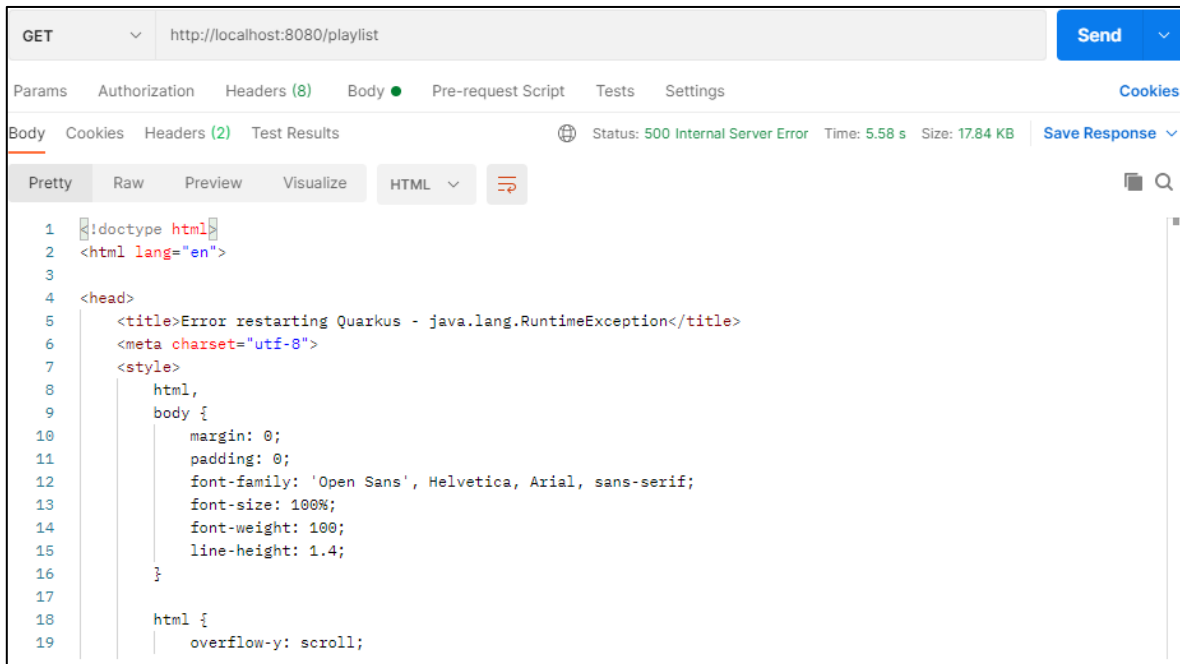 GET http://localhost:8080/playlist Send
Params Authorization Headers (8) Body Pre-request Script Tests Settings Cookies
Body Cookies Headers (2) Test Results Status: 500 Internal Server Error Time: 5.58 s Size: 17.84 KB Save Response
Pretty Raw Preview Visualize HTML
1 <!doctype html>
2 <html lang="en">
3
4 <head>
5 <title>Error restarting Quarkus - java.lang.RuntimeException</title>
6 <meta charset="utf-8">
7 <style>
8 html,
9 body {
10 margin: 0;
11 padding: 0;
12 font-family: 'Open Sans', Helvetica, Arial, sans-serif;
13 font-size: 100%;
14 font-weight: 100;
15 line-height: 1.4;
16 }
17
18 html {
19 overflow-y: scroll;